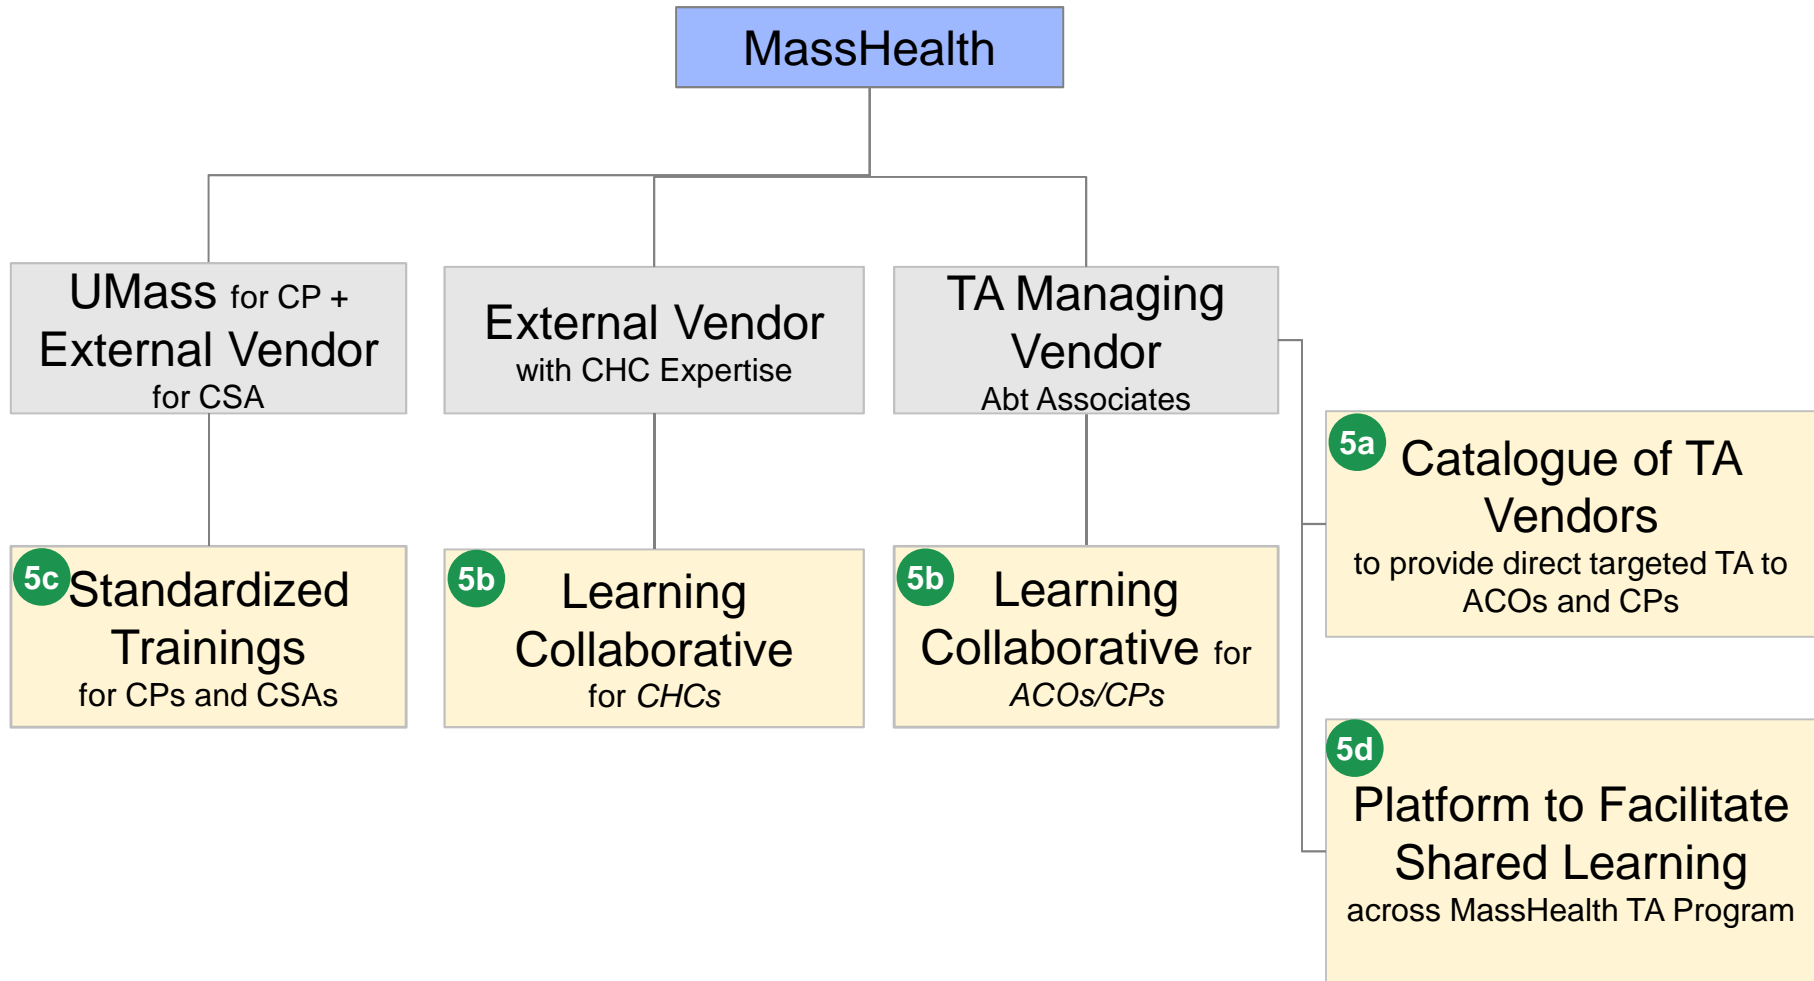 MassHealth
UMass for CP +
External Vendor
for CSA
External Vendor
with CHC Expertise
TA Managing
Vendor
Abt Associates
5c
Standardized
Trainings
for CPs and CSAs
5b
Learning
Collaborative
for CHCs
5b
Learning
Collaborative for
ACOs/CPs
5a
Catalogue of TA
Vendors
to provide direct targeted TA to
ACOs and CPs
5d
Platform to Facilitate
Shared Learning
across MassHealth TA Program